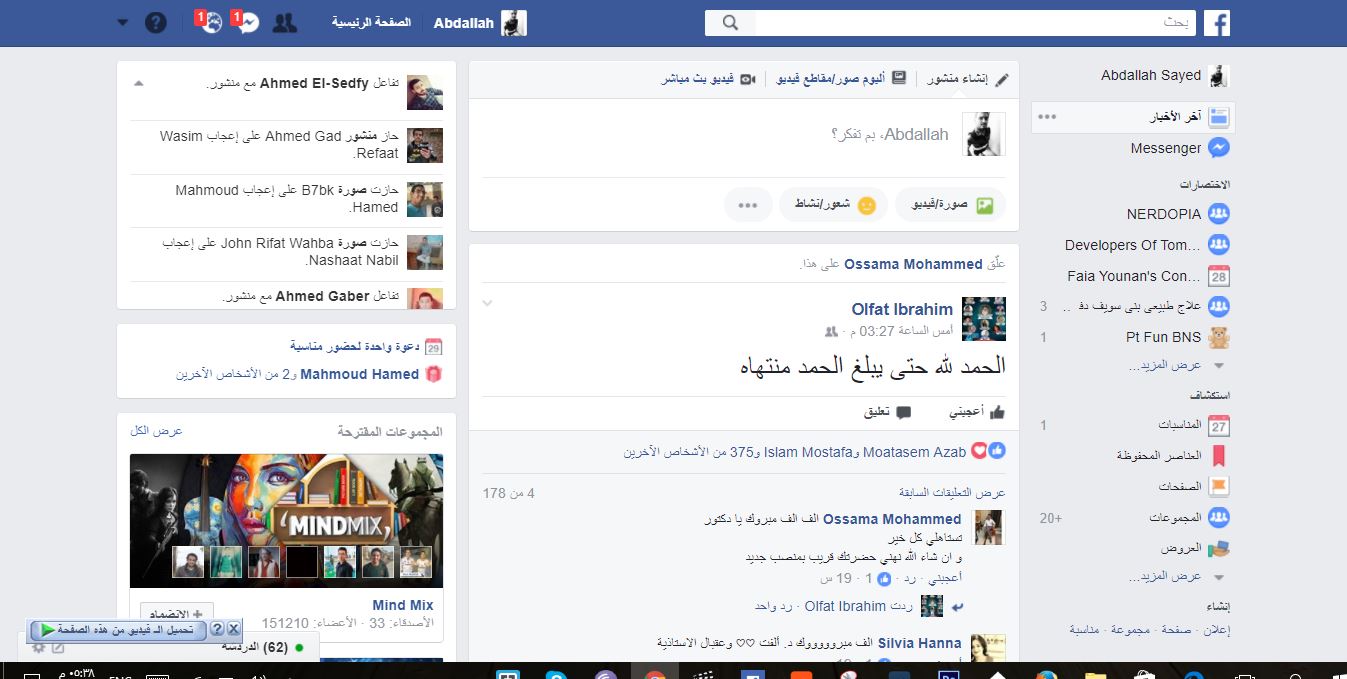 بحث
Abdallah
الصفحة الرئيسية
1
1
Abdallah Sayed
آخر الأخبار
Messenger
الاختصارات
NERDOPIA
Developers Of Tom...
Faia Younan's Con...
28
علاج طبيعى بنى سويف دف ...
3
Pt Fun BNS
1
عرض المزيد...
استكشاف
27
المناسبات
1
العناصر المحفوظة
الصفحات
المجموعات
20+
العروض
عرض المزيد...
إنشاء
إعلان · صفحة · مجموعة · مناسبة
إنشاء منشور
ألبوم صور/مقاطع فيديو
فيديو بث مباشر
Abdallah، بم تفكر؟
صورة/فيديو
شعور/نشاط
علّق Ossama Mohammed على هذا.
Olfat Ibrahim
أمس الساعة 03:27 م ·
الحمد لله حتى يبلغ الحمد منتهاه
أعجبني
تعليق
Moatasem Azab وIslam Mostafa و375 من الأشخاص الآخرين
عرض التعليقات السابقة
4 من 178
Ossama Mohammed الف الف مبروك يا دكتور
تستاهلي كل خير
و ان شاء الله نهني حضرتك قريب بمنصب جديد
أعجبني · رد · 1 · 19 س
ردت Olfat Ibrahim · رد واحد
Silvia Hanna الف مبروووووك د. ألفت ♡♡ وعقبال الاستاذية
تفاعل Ahmed El-Sedfy مع منشور.
حاز منشور Ahmed Gad على إعجاب Wasim
Refaat.
حازت صورة B7bk على إعجاب Mahmoud
Hamed.
حازت صورة John Rifat Wahba على إعجاب
Nashaat Nabil.
تفاعل Ahmed Gaber مع منشور.
29
دعوة واحدة لحضور مناسبة
Mahmoud Hamed و2 من الأشخاص الآخرين
المجموعات المقترحة
عرض الكل
'MINDMIX,
Mind Mix
الأصدقاء: 33 · الأعضاء: 151210
+ الانضمام
تحميل الـ فيديو من هذه الصفحة
الدردشة (62)
٠٥:٣٨ م
ENG